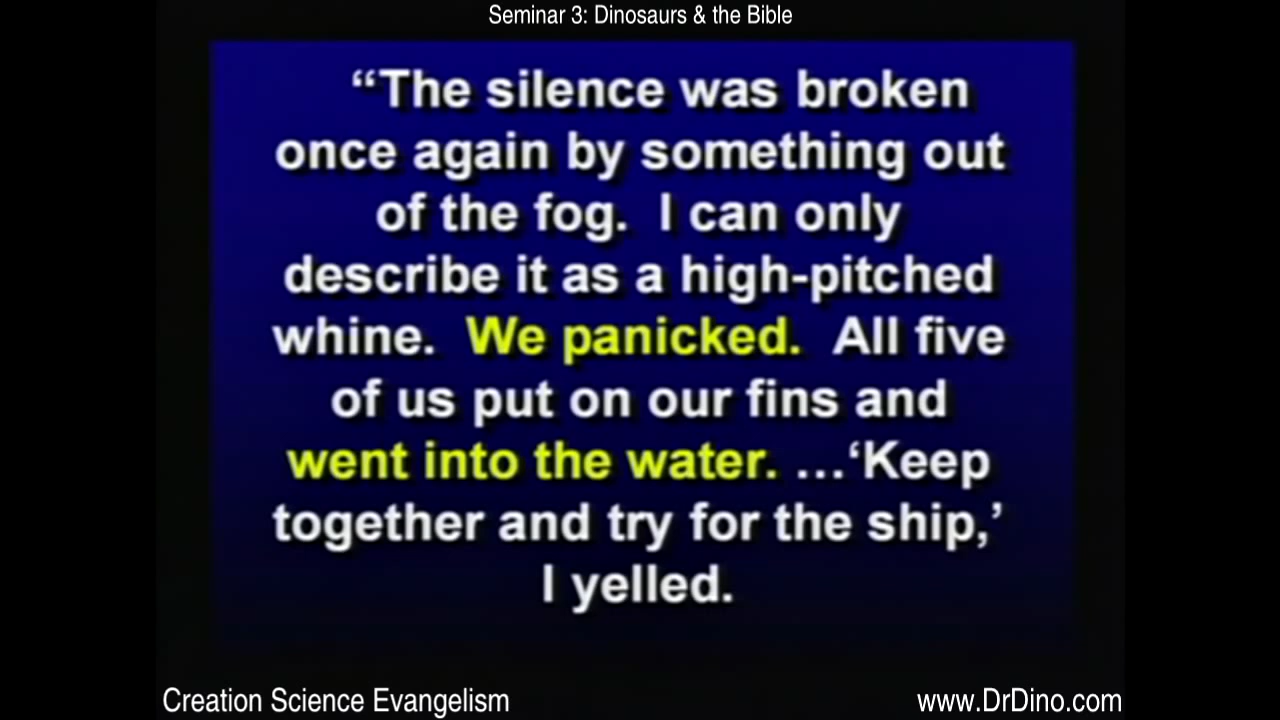 Seminar 3: Dinosaurs & the Bible
“The silence was broken
once again by something out
of the fog.  I can only
describe it as a high-pitched
whine.  We panicked.  All five
of us put on our fins and
went into the water. …‘Keep
together and try for the ship,’
I yelled.
Creation Science Evangelism
www.DrDino.com